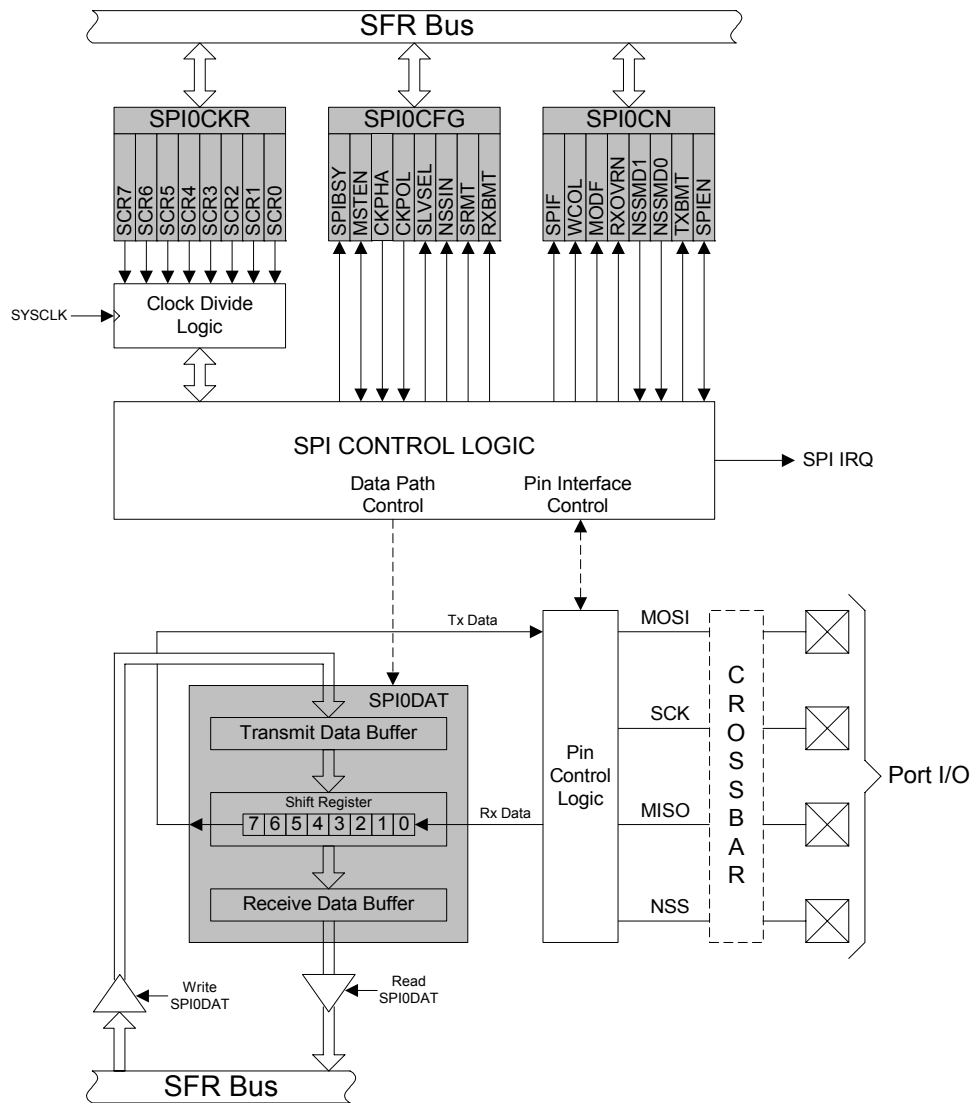 SFR Bus
SPI0CKR
SPI0CFG
SPI0CN
SCR7
SCR6
SCR5
SCR4
SCR3
SCR2
SCR1
SCR0
SPIBSY
MSTEN
CKPHA
CKPOL
SLVSEL
NSSIN
SRMT
RXBMT
SPIF
WCOL
MODF
RXOVRN
NSSMD1
NSSMD0
TXBMT
SPIEN
SYSCLK
Clock Divide
Logic
SPI CONTROL LOGIC
SPI IRQ
Data Path
Control
Pin Interface
Control
Tx Data
MOSI
SPI0DAT
Transmit Data Buffer
SCK
Shift Register
7 6 5 4 3 2 1 0
Rx Data
Pin
Control
Logic
MISO
Receive Data Buffer
NSS
CROSSBAR
Port I/O
Write
SPI0DAT
Read
SPI0DAT
SFR Bus